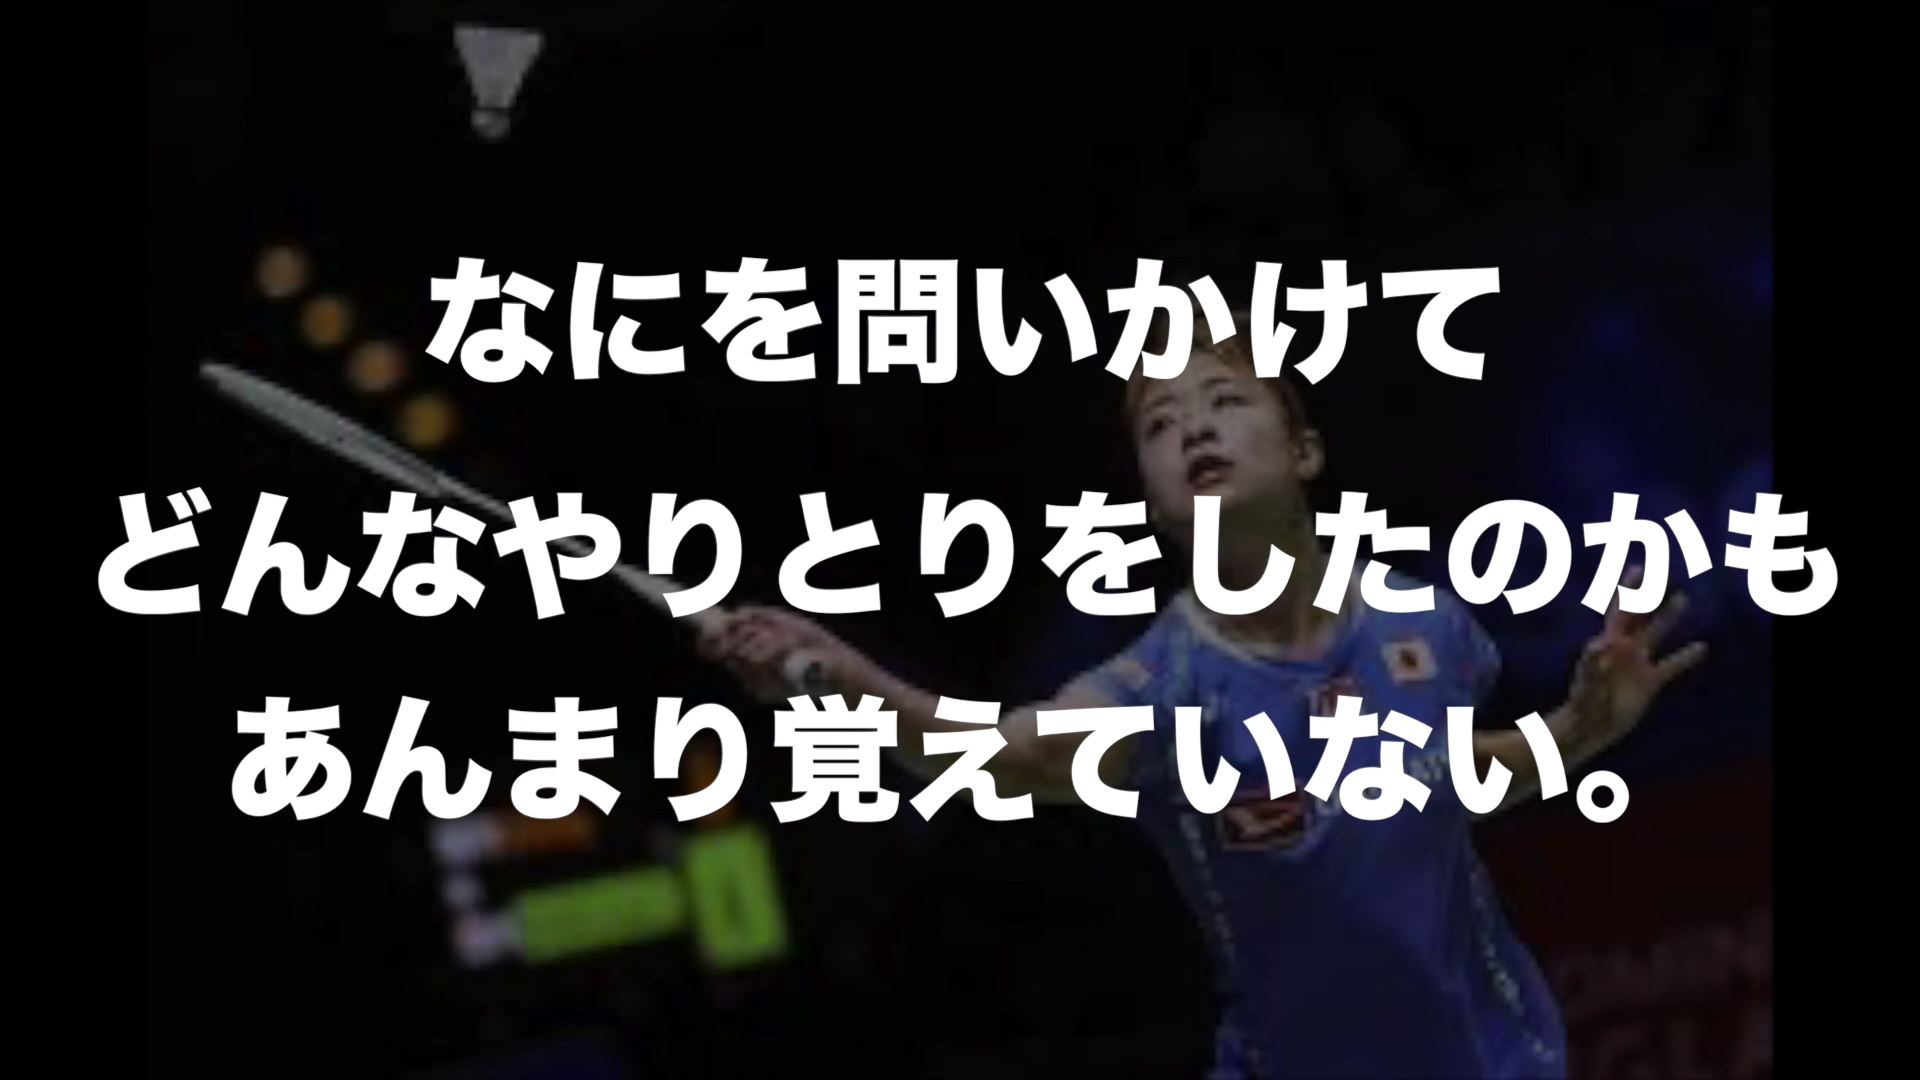 なにを問いかけて
どんなやりとりをしたのかも
あんまり覚えていない。